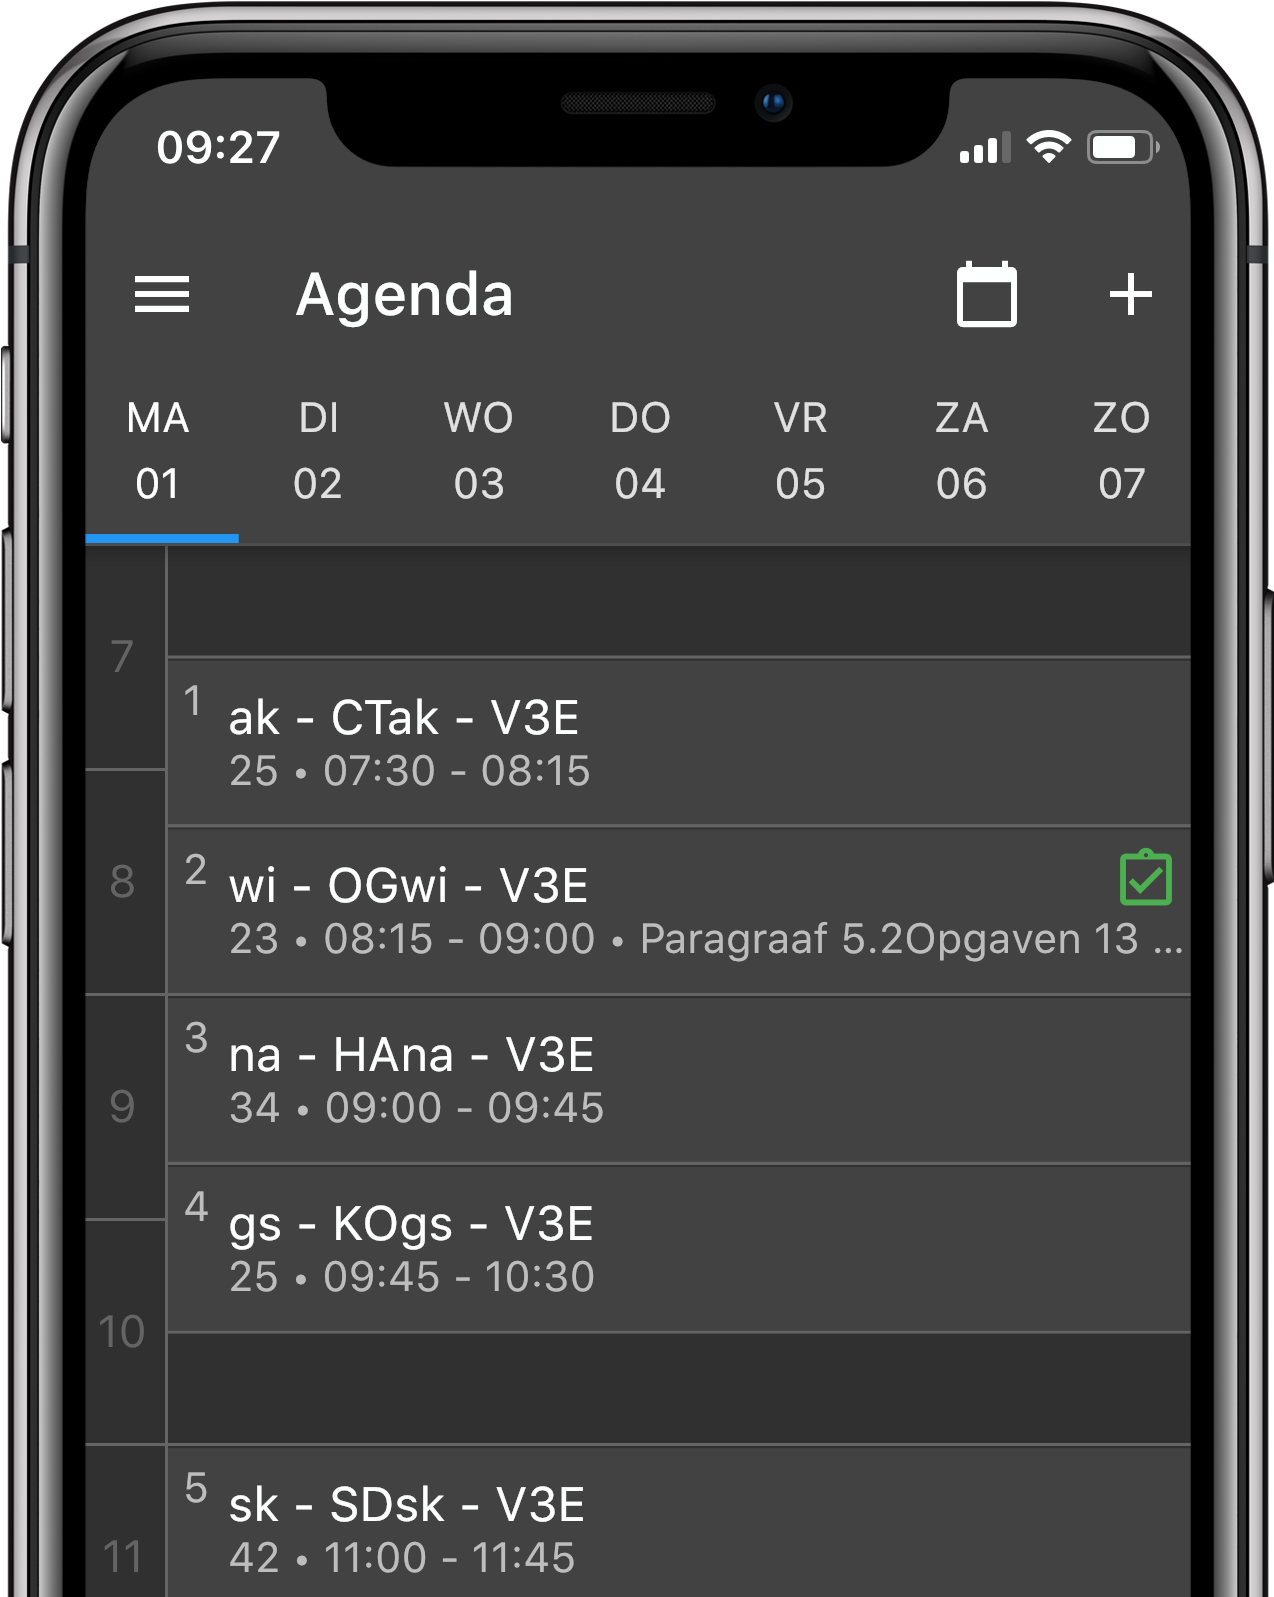 09:27
Agenda
MA DI WO DO VR ZA ZO
01 02 03 04 05 06 07
7
1 ak - CTak - V3E
25 • 07:30 - 08:15
8
2 wi - OGwi - V3E
23 • 08:15 - 09:00 • Paragraaf 5.2Opgaven 13 ...
9
3 na - HAna - V3E
34 • 09:00 - 09:45
4 gs - KOgs - V3E
25 • 09:45 - 10:30
10
5 sk - SDsk - V3E
42 • 11:00 - 11:45
11